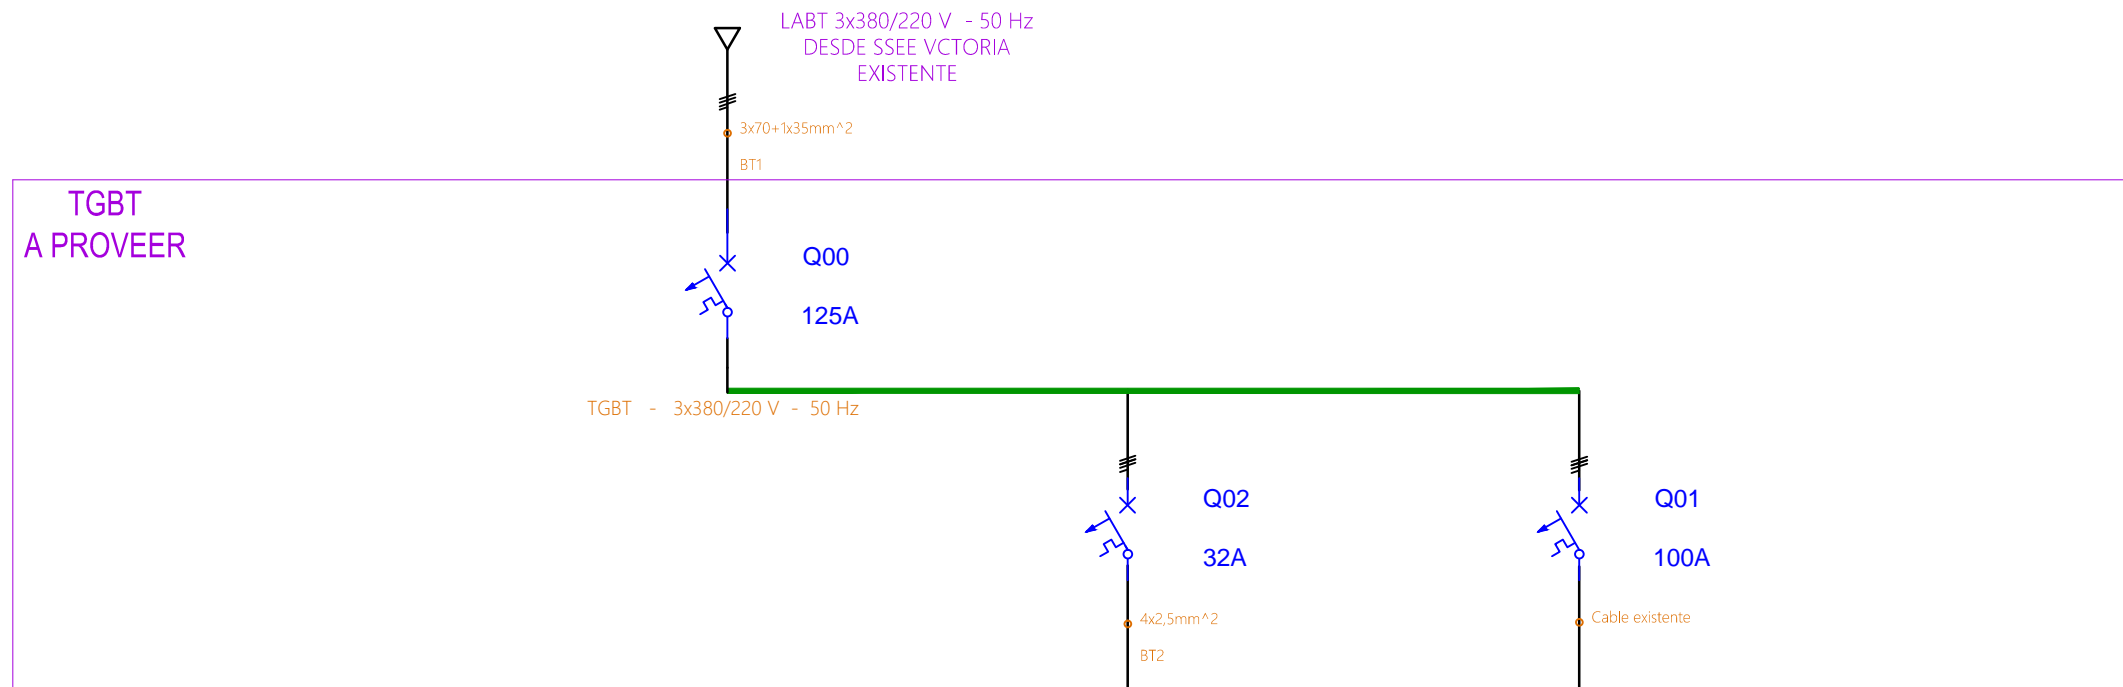 LABT 3x380/220 V - 50 Hz
DESDE SSEE VCTORIA
EXISTENTE
3x70+1x35mm^2
BT1
TGBT
A PROVEER
Q00
125A
TGBT - 3x380/220 V - 50 Hz
Q02
32A
4x2,5mm^2
BT2
Q01
100A
Cable existente